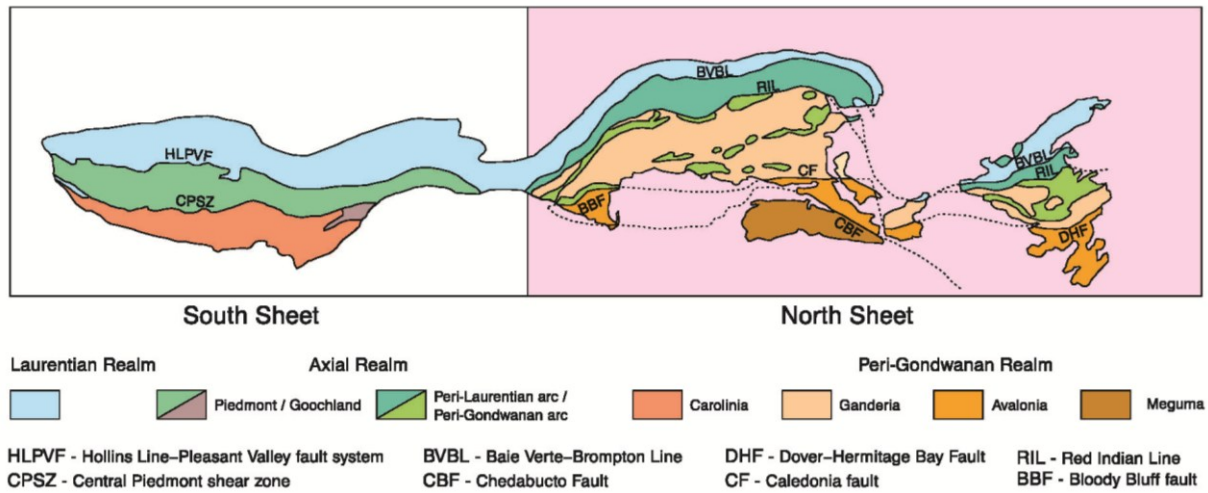 HLPVF
CPSZ
BVBL
RIL
CF
BBF
CBF
BVBL
RIL
DHF
South Sheet
North Sheet
Laurentian Realm
Axial Realm
Peri-Gondwanan Realm
Piedmont / Goochland
Peri-Laurentian arc /
Peri-Gondwanan arc
Carolinia
Ganderia
Avalonia
Meguma
HLPVF - Hollins Line–Pleasant Valley fault system
BVBL - Baie Verte–Brompton Line
DHF - Dover–Hermitage Bay Fault
RIL - Red Indian Line
CPSZ - Central Piedmont shear zone
CBF - Chedabucto Fault
CF - Caledonia fault
BBF - Bloody Bluff fault